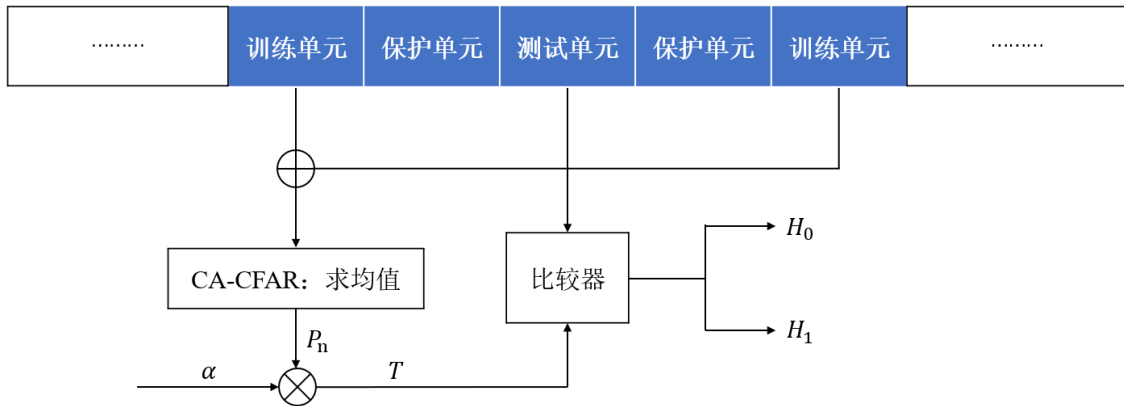 ………
训练单元
保护单元
测试单元
保护单元
训练单元
………
H₀
CA-CFAR：求均值
比较器
Pₙ
H₁
α
T